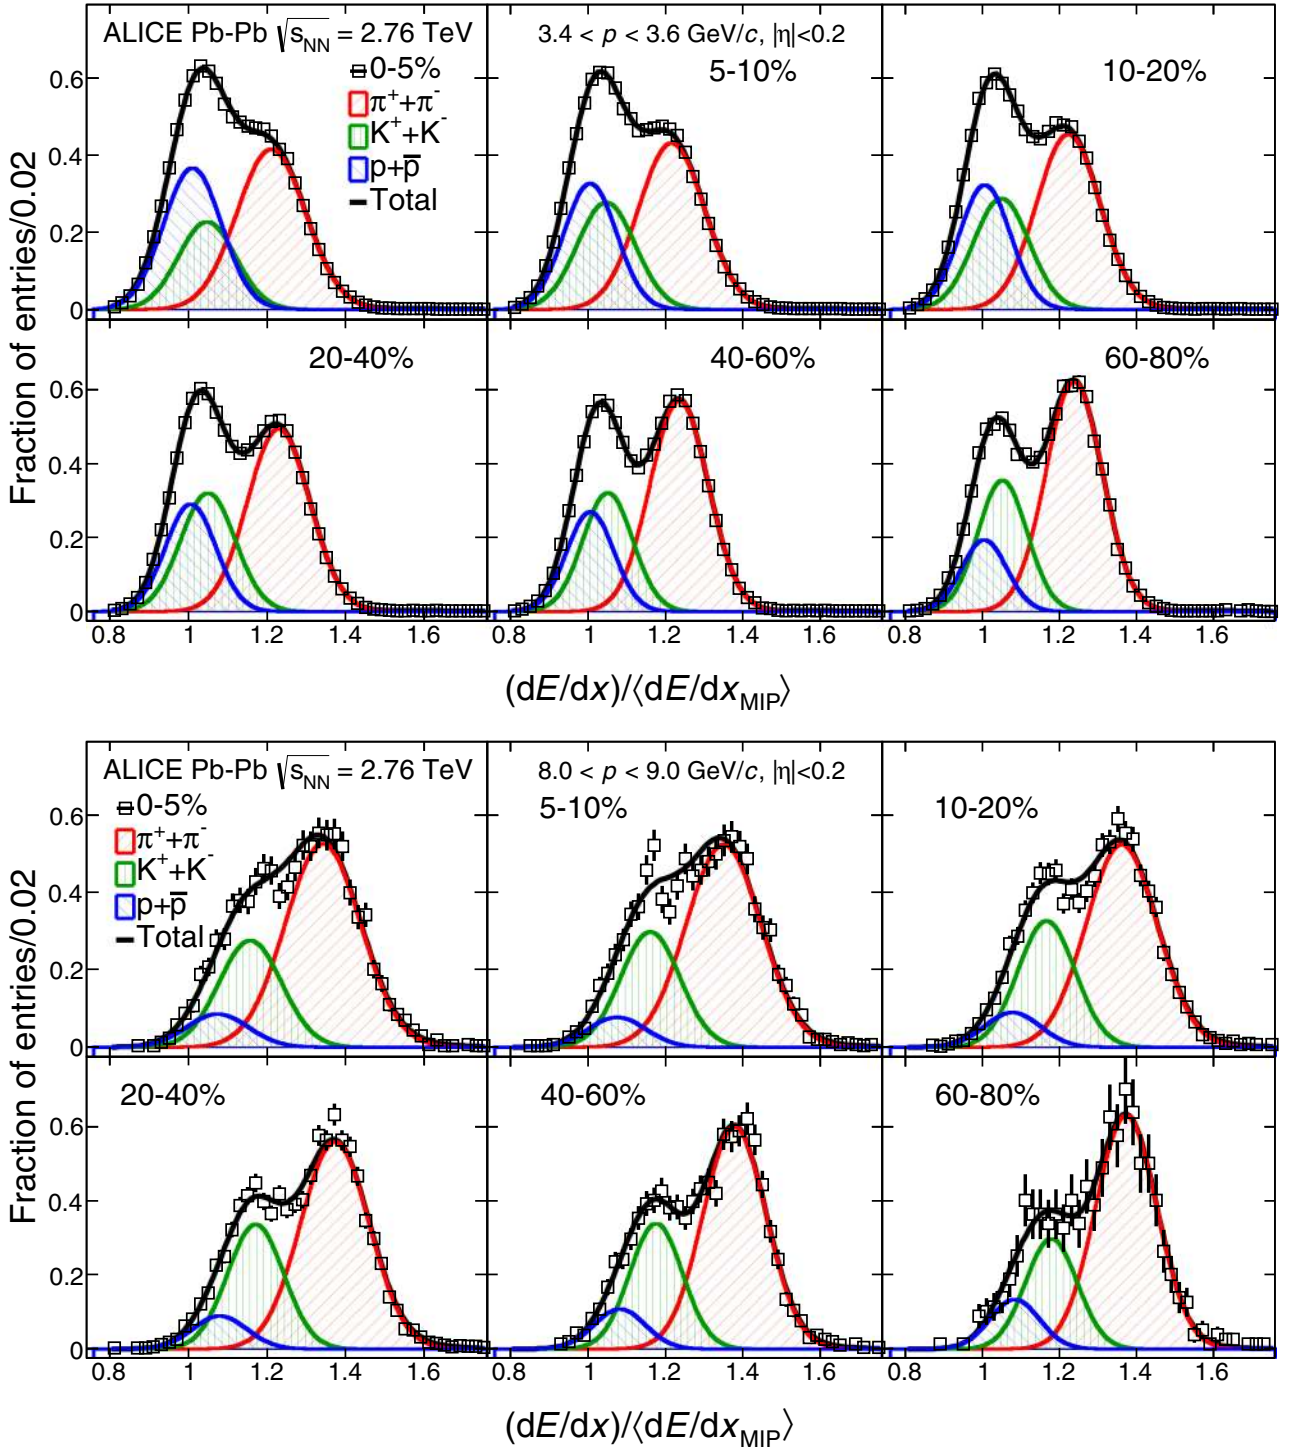 ALICE Pb-Pb √sNN = 2.76 TeV
0-5%
π⁺+π⁻
K⁺+K⁻
p+p̅
Total
3.4 < p < 3.6 GeV/c, |η|<0.2
5-10%
10-20%
0.6
0.4
0.2
0
20-40%
40-60%
60-80%
0.6
0.4
0.2
0
Fraction of entries/0.02
0.8 1 1.2 1.4 1.6 0.8 1 1.2 1.4 1.6 0.8 1 1.2 1.4 1.6
(dE/dx)/⟨dE/dxMIP⟩
ALICE Pb-Pb √sNN = 2.76 TeV
0-5%
π⁺+π⁻
K⁺+K⁻
p+p̅
Total
8.0 < p < 9.0 GeV/c, |η|<0.2
5-10%
10-20%
0.6
0.4
0.2
0
20-40%
40-60%
60-80%
0.6
0.4
0.2
0
Fraction of entries/0.02
0.8 1 1.2 1.4 1.6 0.8 1 1.2 1.4 1.6 0.8 1 1.2 1.4 1.6
(dE/dx)/⟨dE/dxMIP⟩